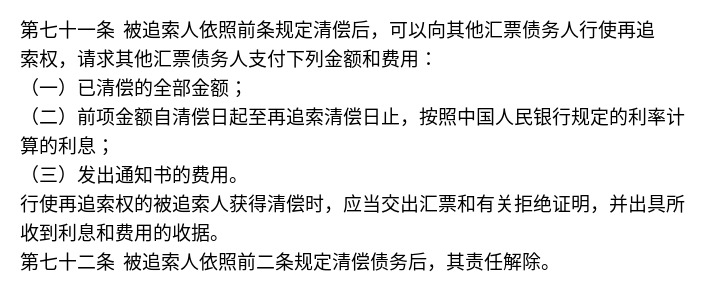 第七十一条 被追索人依照前条规定清偿后，可以向其他汇票债务人行使再追
索权，请求其他汇票债务人支付下列金额和费用：
（一）已清偿的全部金额；
（二）前项金额自清偿日起至再追索清偿日止，按照中国人民银行规定的利率计
算的利息；
（三）发出通知书的费用。
行使再追索权的被追索人获得清偿时，应当交出汇票和有关拒绝证明，并出具所
收到利息和费用的收据。
第七十二条 被追索人依照前二条规定清偿债务后，其责任解除。